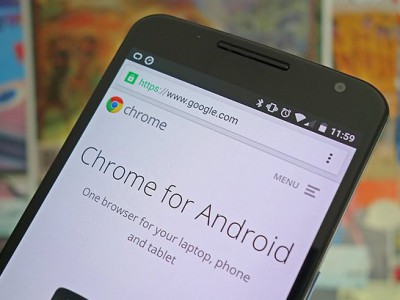 11:59
https://www.google.com
chrome
MENU
Chrome for Android
One browser for your laptop, phone
and tablet